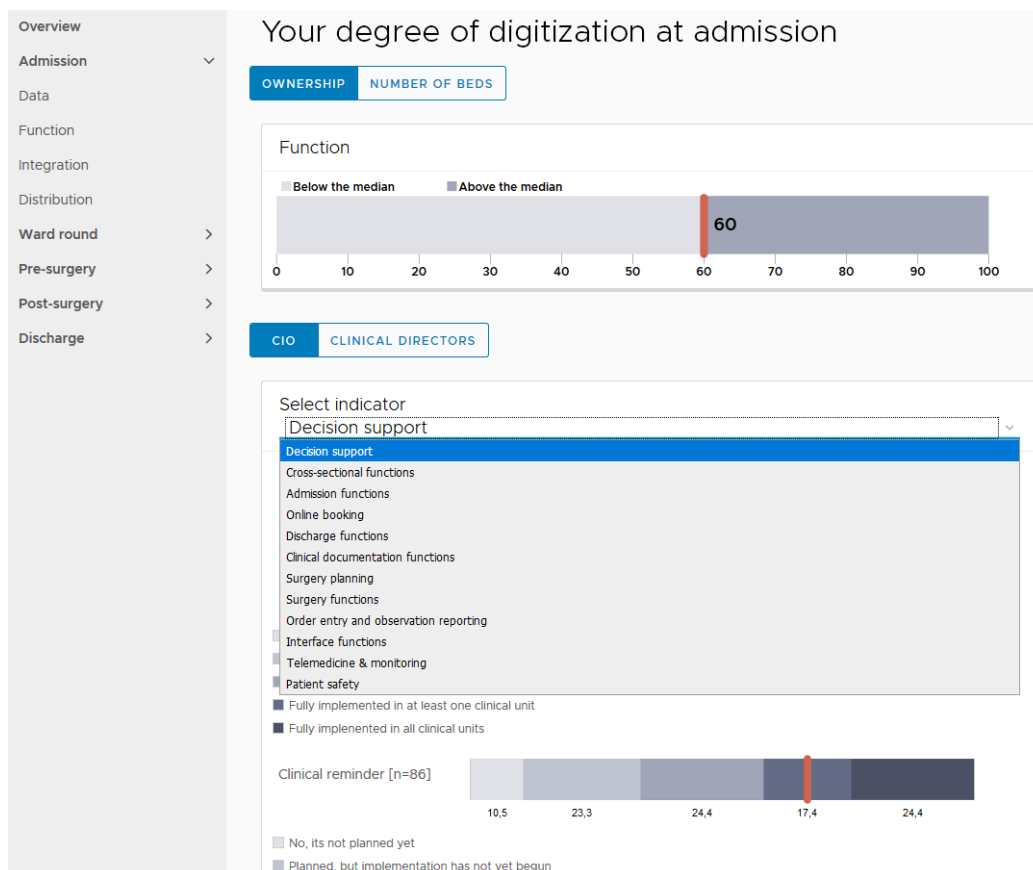 Overview
Admission
Data
Function
Integration
Distribution
Ward round
Pre-surgery
Post-surgery
Discharge
Your degree of digitization at admission
OWNERSHIP NUMBER OF BEDS
Function
Below the median Above the median
60
0 10 20 30 40 50 60 70 80 90 100
CIO CLINICAL DIRECTORS
Select indicator
Decision support
Decision support
Cross-sectional functions
Admission functions
Online booking
Discharge functions
Clinical documentation functions
Surgery planning
Surgery functions
Order entry and observation reporting
Interface functions
Telemedicine & monitoring
Patient safety
Fully implemented in at least one clinical unit
Fully implenented in all clinical units
Clinical reminder [n=86]
10,5 23,3 24,4 17,4 24,4
No, its not planned yet
Planned, but implementation has not yet begun